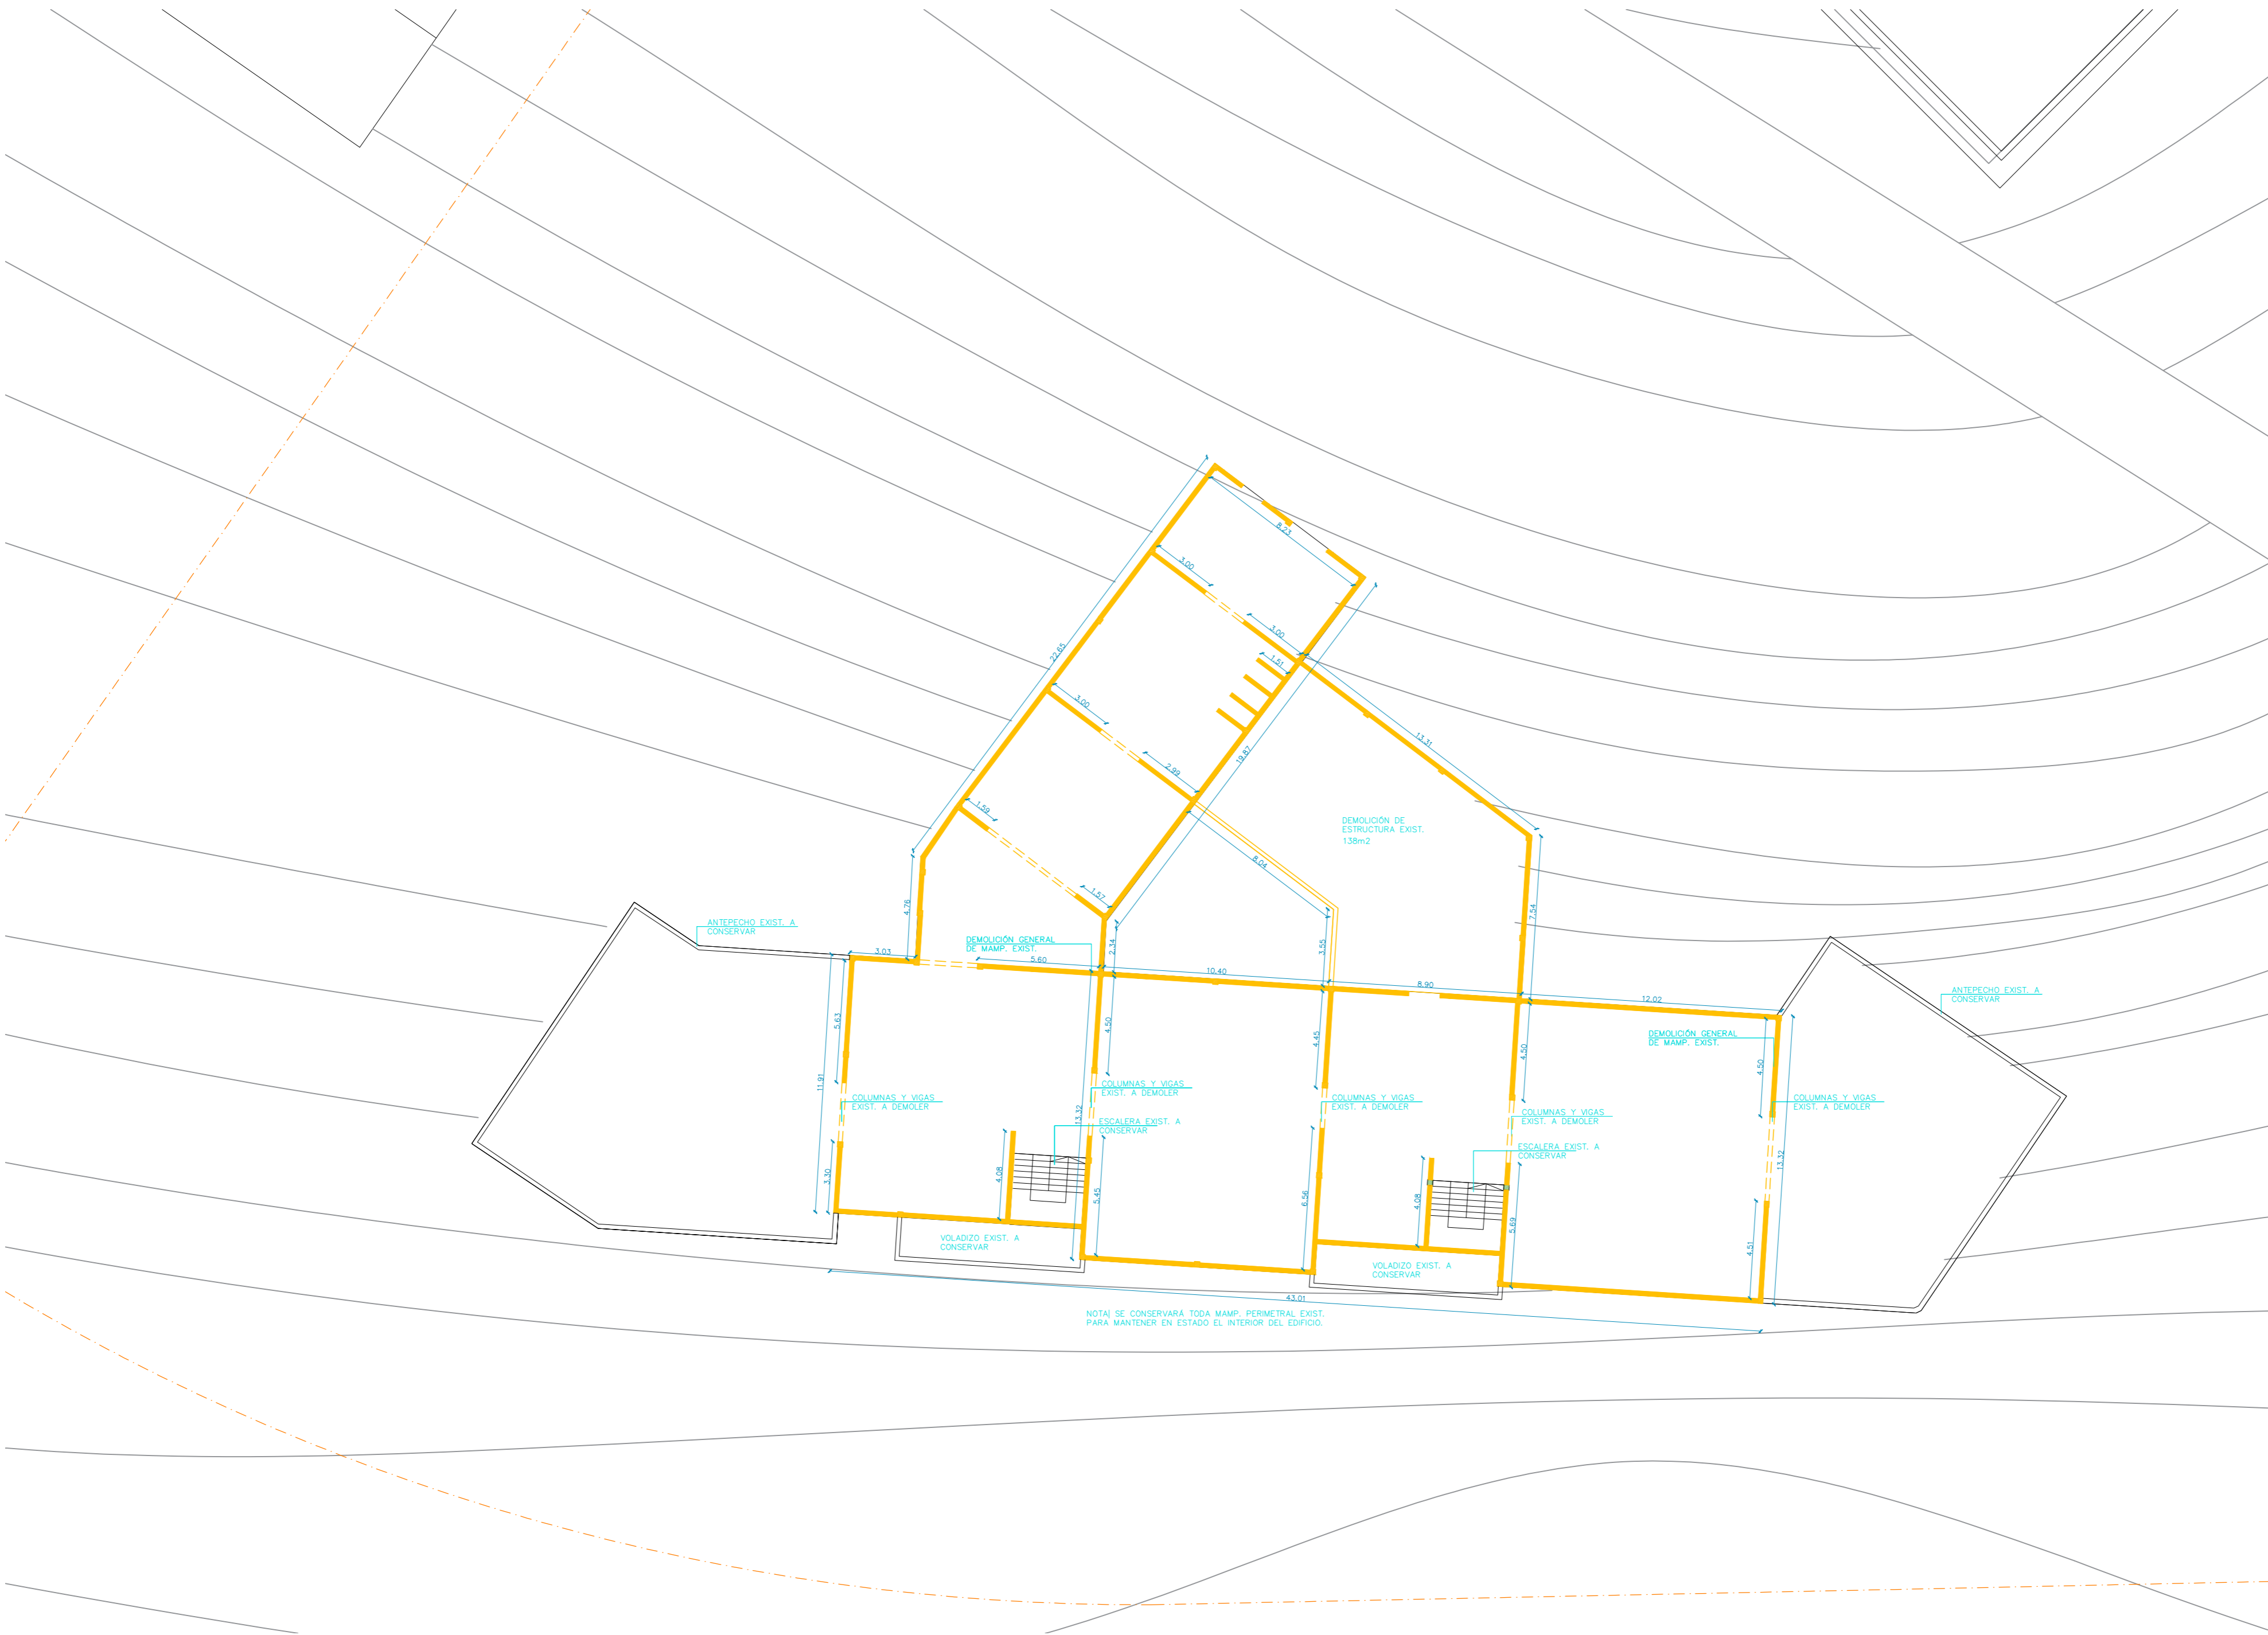 8.23
3.00
3.00
1.51
22.65
3.00
13.31
2.99
19.87
1.59
DEMOLICIÓN DE
ESTRUCTURA EXIST.
138m2
8.04
1.57
4.76
7.54
ANTEPECHO EXIST. A
CONSERVAR
DEMOLICIÓN GENERAL
DE MAMP. EXIST.
2.34
3.55
3.03
5.60
10.40
8.90
12.02
ANTEPECHO EXIST. A
CONSERVAR
5.63
4.50
4.45
4.50
DEMOLICIÓN GENERAL
DE MAMP. EXIST.
4.50
11.91
COLUMNAS Y VIGAS
EXIST. A DEMOLER
13.32
COLUMNAS Y VIGAS
EXIST. A DEMOLER
COLUMNAS Y VIGAS
EXIST. A DEMOLER
COLUMNAS Y VIGAS
EXIST. A DEMOLER
COLUMNAS Y VIGAS
EXIST. A DEMOLER
ESCALERA EXIST. A
CONSERVAR
ESCALERA EXIST. A
CONSERVAR
13.32
3.30
4.08
5.45
6.56
4.08
5.69
4.51
VOLADIZO EXIST. A
CONSERVAR
VOLADIZO EXIST. A
CONSERVAR
43.01
NOTA| SE CONSERVARÁ TODA MAMP. PERIMETRAL EXIST.
PARA MANTENER EN ESTADO EL INTERIOR DEL EDIFICIO.